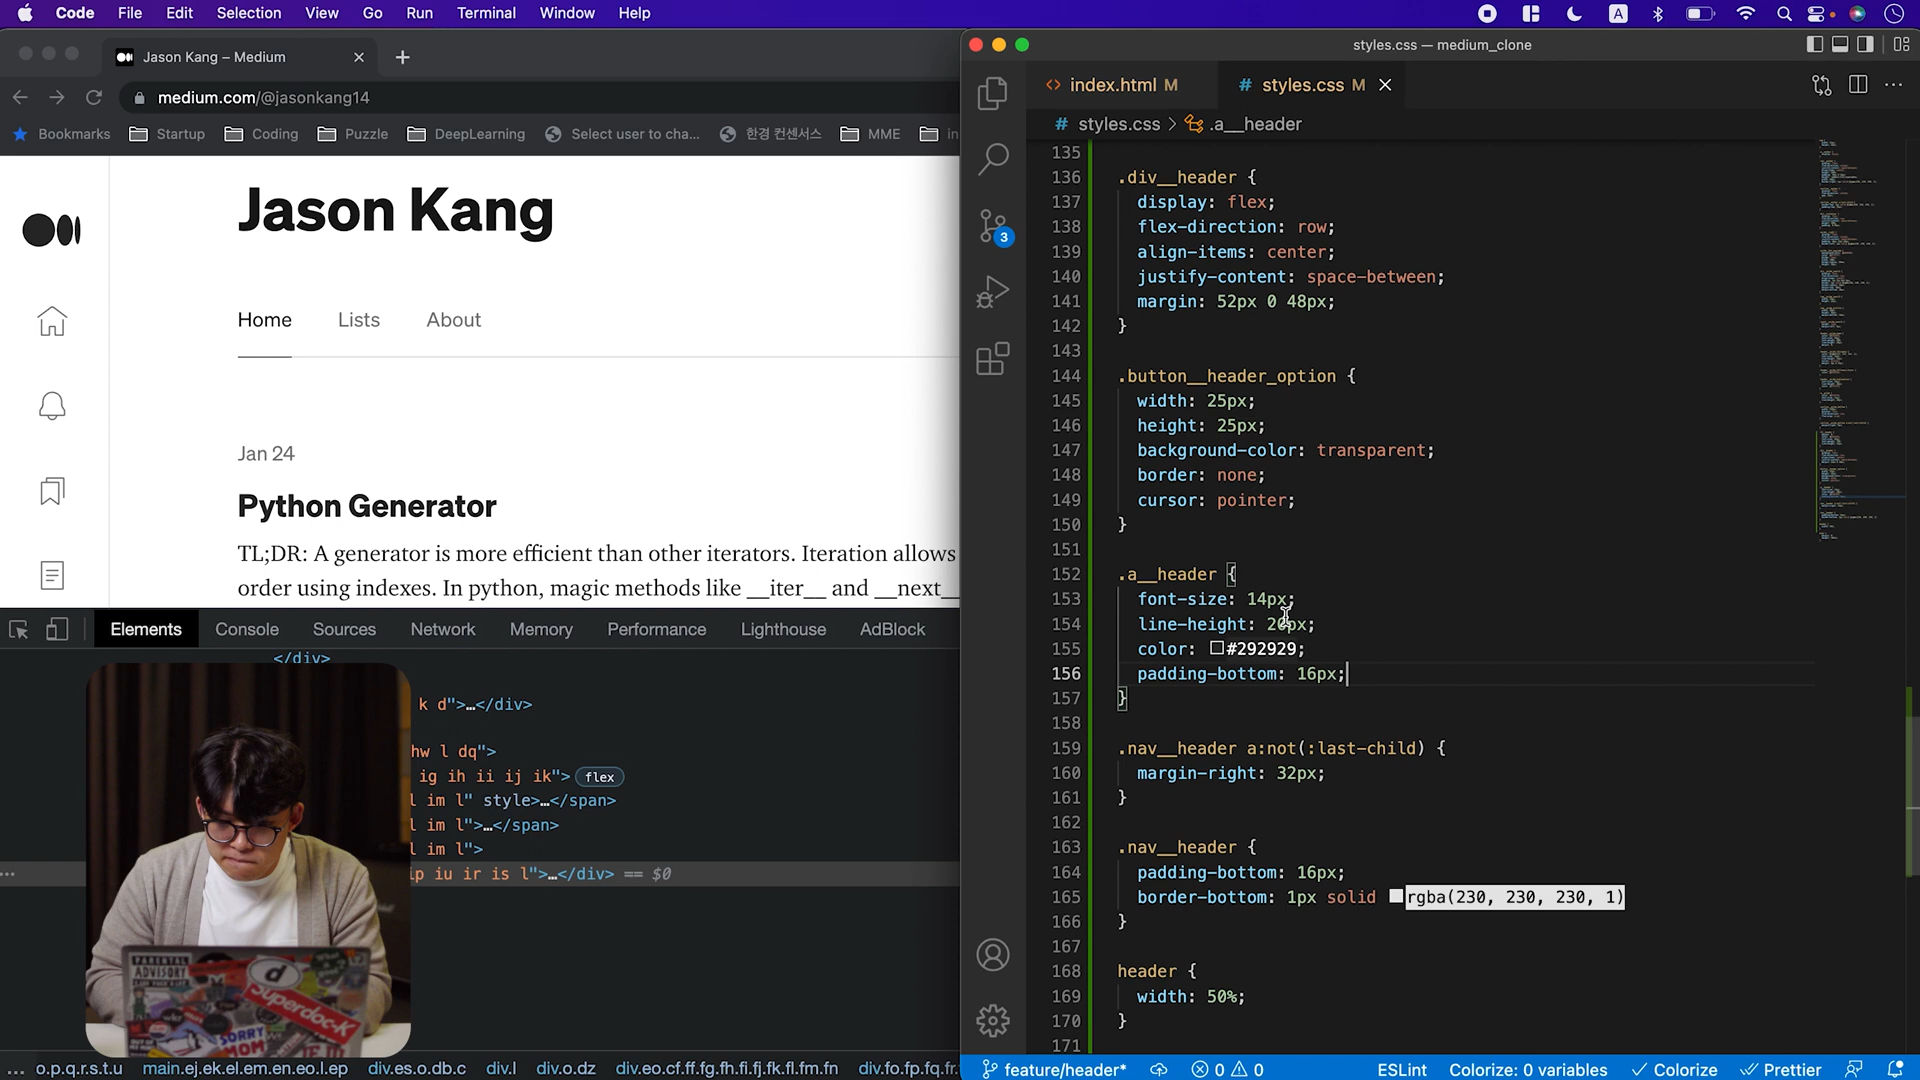 Code File Edit Selection View Go Run Terminal Window Help
A
Jason Kang – Medium
medium.com/@jasonkang14
Bookmarks Startup Coding Puzzle DeepLearning Select user to cha... 한경 컨센서스 MME in
Jason Kang
Home Lists About
Jan 24
Python Generator
TL;DR: A generator is more efficient than other iterators. Iteration allows
order using indexes. In python, magic methods like __iter__ and __next__
Elements Console Sources Network Memory Performance Lighthouse AdBlock
</div>
k d">…</div>
hw l dq">
ig ih ii ij ik"> flex
l im l" style>…</span>
l im l">…</span>
l im l">
ip iu ir is l">…</div> == $0
PARENTAL
ADVISORY
d
Superdoc-K
SORRY
MOM
... o.p.q.r.s.t.u main.ej.ek.el.em.en.eo.l.ep div.es.o.db.c div.l div.o.dz div.eo.cf.ff.fg.fh.fi.fj.fk.fl.fm.fn div.fo.fp.fq.fr.
styles.css — medium_clone
<> index.html M # styles.css M
# styles.css > .a__header
3
135
136 .div__header {
137 display: flex;
138 flex-direction: row;
139 align-items: center;
140 justify-content: space-between;
141 margin: 52px 0 48px;
142 }
143
144 .button__header_option {
145 width: 25px;
146 height: 25px;
147 background-color: transparent;
148 border: none;
149 cursor: pointer;
150 }
151
152 .a__header {
153 font-size: 14px;
154 line-height: 20px;
155 color: #292929;
156 padding-bottom: 16px;
157 }
158
159 .nav__header a:not(:last-child) {
160 margin-right: 32px;
161 }
162
163 .nav__header {
164 padding-bottom: 16px;
165 border-bottom: 1px solid rgba(230, 230, 230, 1)
166 }
167
168 header {
169 width: 50%;
170 }
171
feature/header* 0 0 ESLint Colorize: 0 variables Colorize Prettier